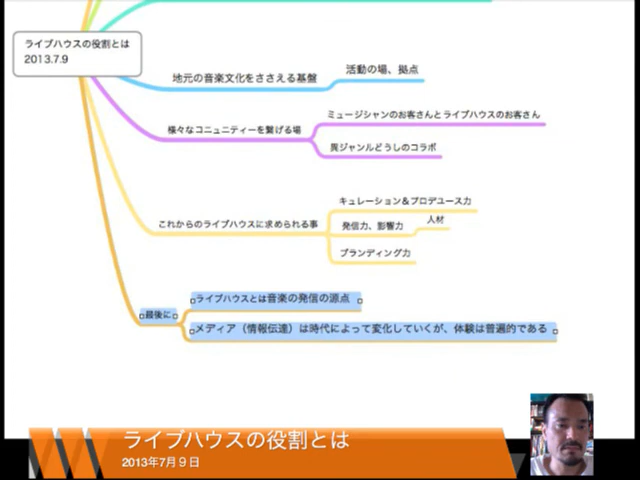 ライブハウスの役割とは
2013.7.9
地元の音楽文化をささえる基盤
活動の場、拠点
様々なコニュニティーを繋げる場
ミュージシャンのお客さんとライブハウスのお客さん
異ジャンルどうしのコラボ
これからのライブハウスに求められる事
キュレーション＆プロデュース力
発信力、影響力
人材
ブランディング力
最後に
ライブハウスとは音楽の発信の源点
メディア（情報伝達）は時代によって変化していくが、体験は普遍的である
ライブハウスの役割とは
2013年7月９日